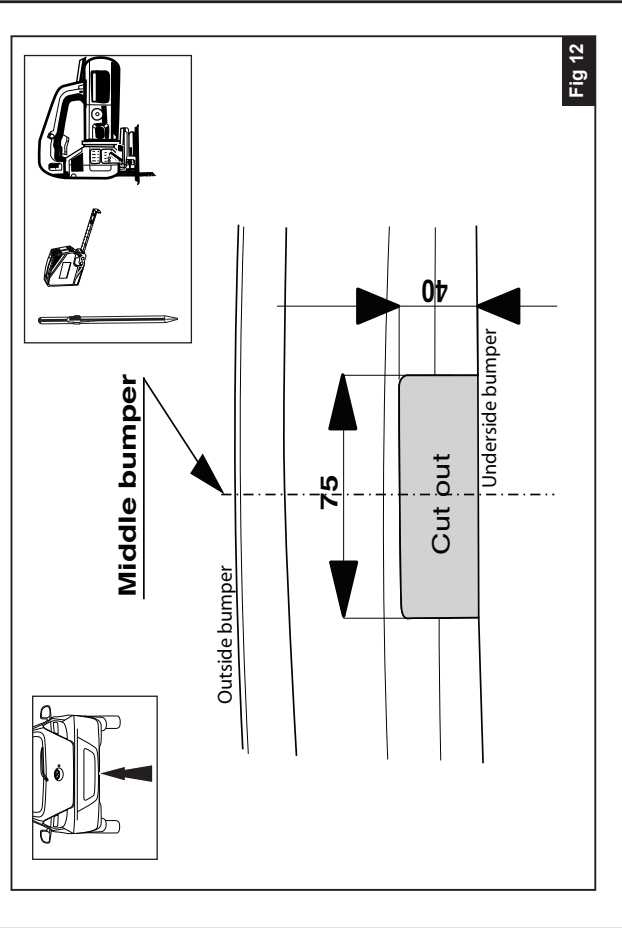 Fig 12
Middle bumper
Outside bumper
75
40
Cut out
Underside bumper